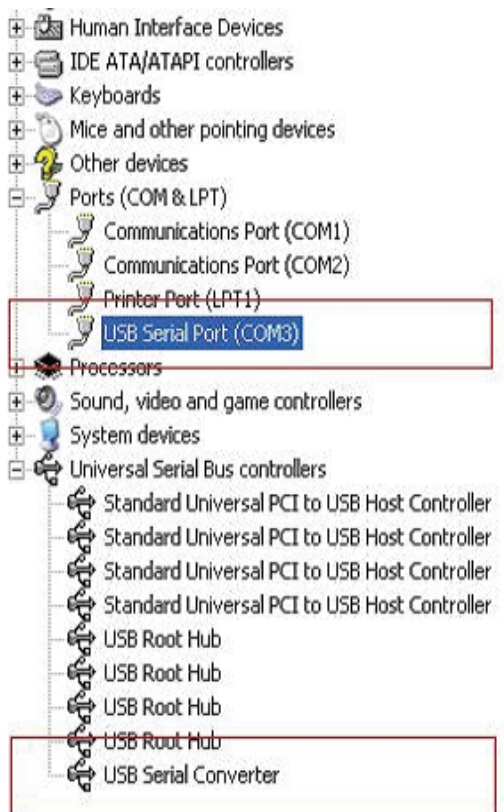 Human Interface Devices
IDE ATA/ATAPI controllers
Keyboards
Mice and other pointing devices
Other devices
Ports (COM & LPT)
Communications Port (COM1)
Communications Port (COM2)
Printer Port (LPT1)
USB Serial Port (COM3)
Processors
Sound, video and game controllers
System devices
Universal Serial Bus controllers
Standard Universal PCI to USB Host Controller
Standard Universal PCI to USB Host Controller
Standard Universal PCI to USB Host Controller
Standard Universal PCI to USB Host Controller
USB Root Hub
USB Root Hub
USB Root Hub
USB Root Hub
USB Serial Converter